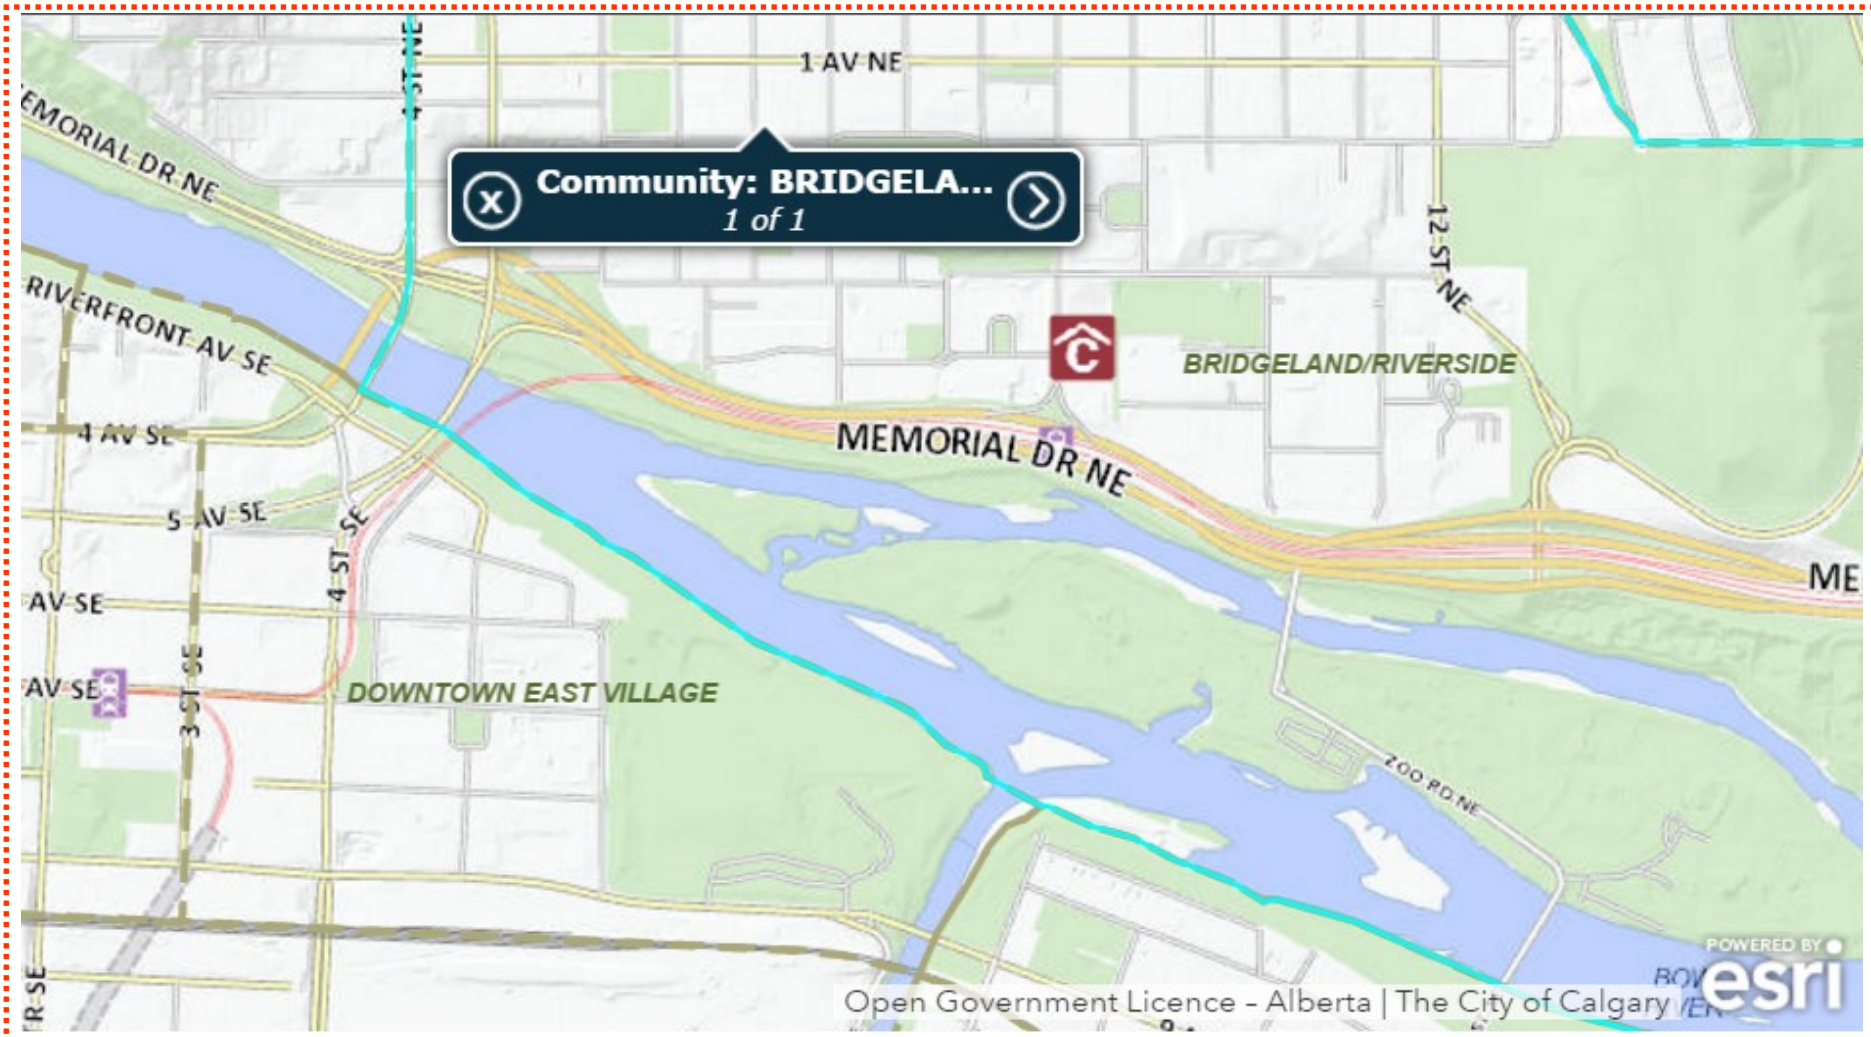 4 ST NE
1 AV NE
MEMORIAL DR NE
X
Community: BRIDGELA...
1 of 1
12 ST NE
RIVERFRONT AV SE
C
BRIDGELAND/RIVERSIDE
4 AV SE
MEMORIAL DR NE
5 AV SE
4 ST SE
ME
AV SE
AV SE
3 ST SE
DOWNTOWN EAST VILLAGE
ZOO RD NE
POWERED BY
esri
BOW
Open Government Licence – Alberta | The City of Calgary
TR SE